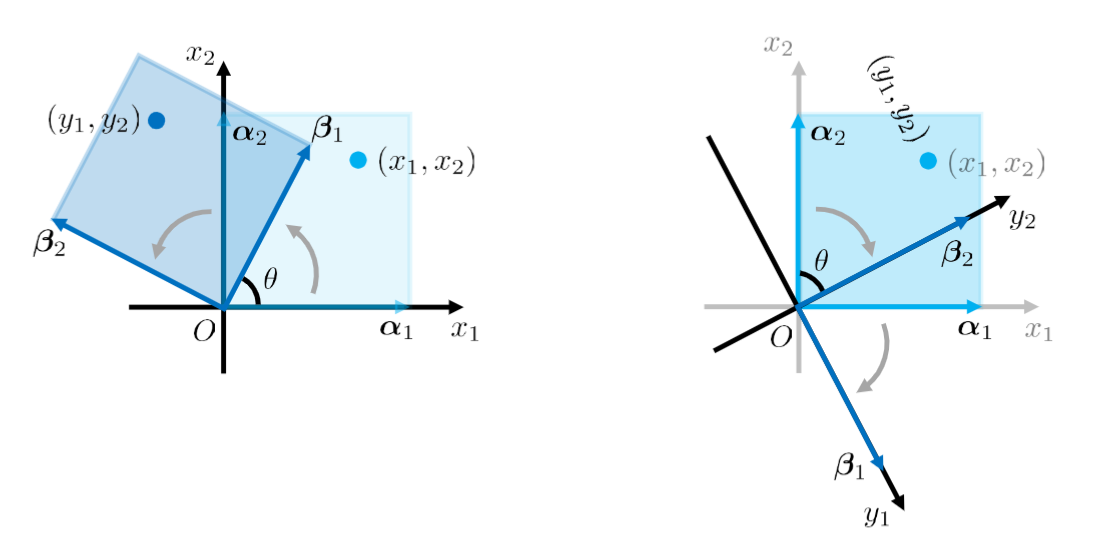 x₂
(y₁, y₂)
α₂
β₁
(x₁, x₂)
β₂
θ
O
α₁
x₁
x₂
(y₁, y₂)
α₂
(x₁, x₂)
y₂
β₂
θ
O
α₁
x₁
β₁
y₁